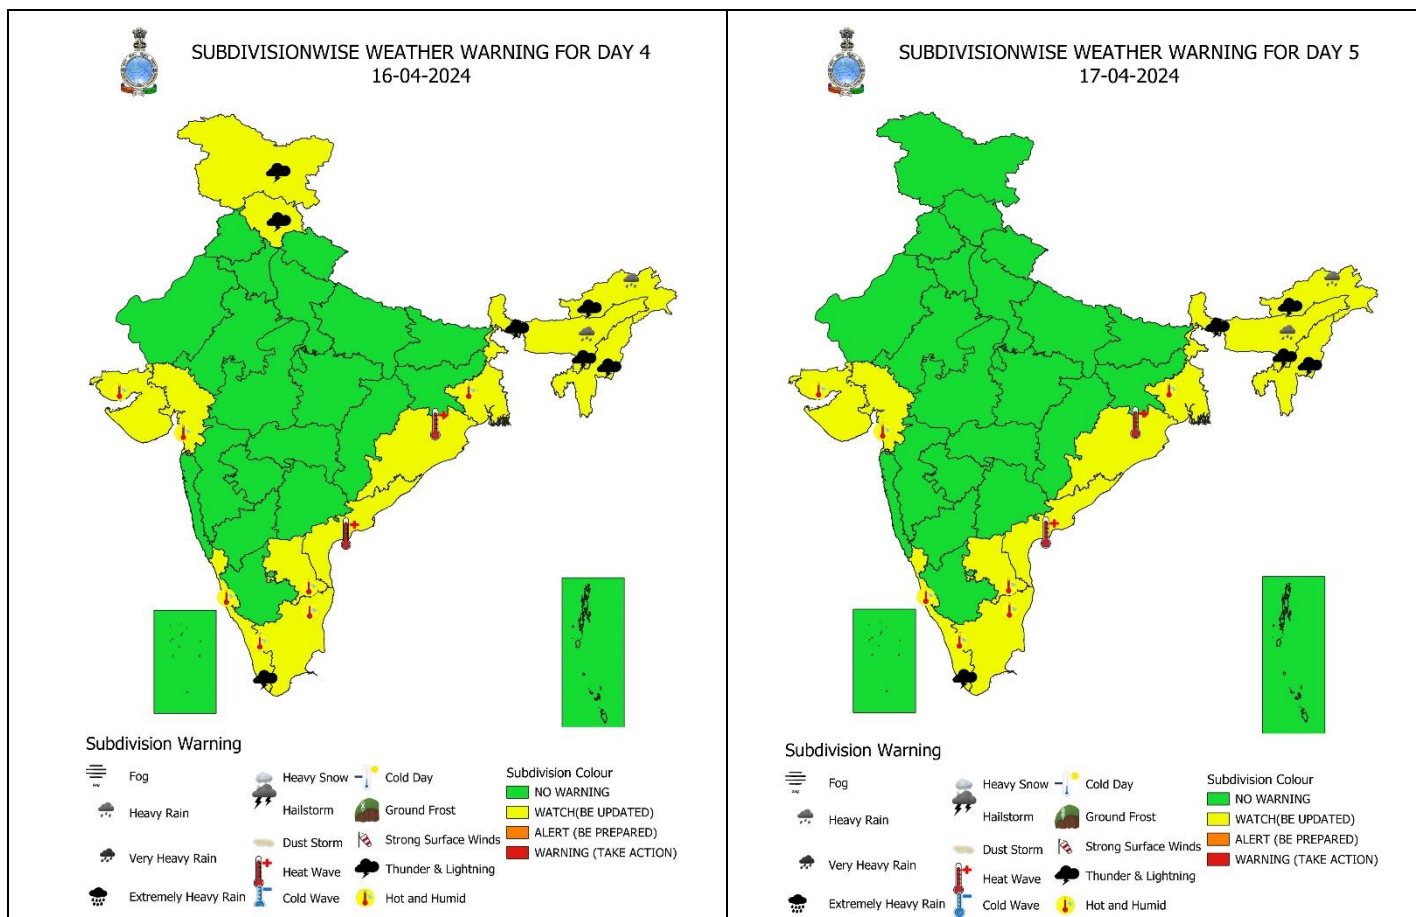 SUBDIVISIONWISE WEATHER WARNING FOR DAY 4
16-04-2024
Subdivision Warning
Fog
Heavy Rain
Very Heavy Rain
Extremely Heavy Rain
Heavy Snow
Hailstorm
Dust Storm
Heat Wave
Cold Wave
Cold Day
Ground Frost
Strong Surface Winds
Thunder & Lightning
Hot and Humid
Subdivision Colour
NO WARNING
WATCH(BE UPDATED)
ALERT (BE PREPARED)
WARNING (TAKE ACTION)
SUBDIVISIONWISE WEATHER WARNING FOR DAY 5
17-04-2024
Subdivision Warning
Fog
Heavy Rain
Very Heavy Rain
Extremely Heavy Rain
Heavy Snow
Hailstorm
Dust Storm
Heat Wave
Cold Wave
Cold Day
Ground Frost
Strong Surface Winds
Thunder & Lightning
Hot and Humid
Subdivision Colour
NO WARNING
WATCH(BE UPDATED)
ALERT (BE PREPARED)
WARNING (TAKE ACTION)